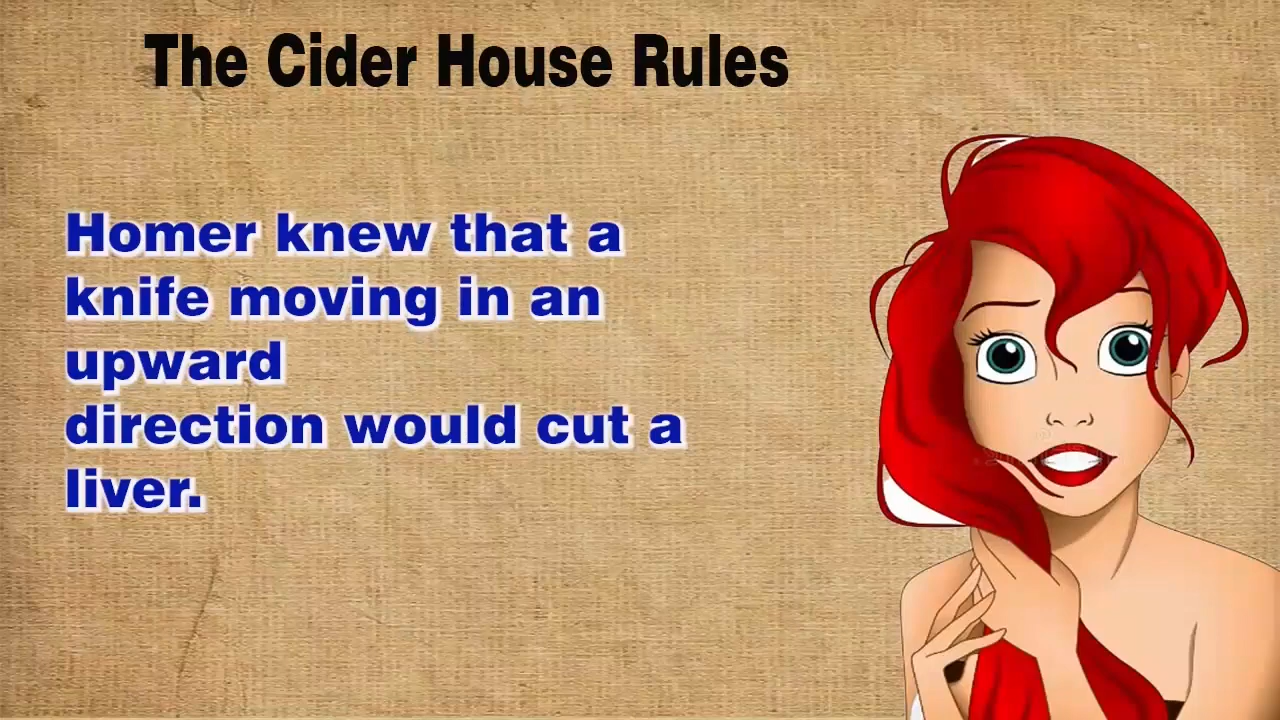 The Cider House Rules
Homer knew that a
knife moving in an
upward
direction would cut a
liver.